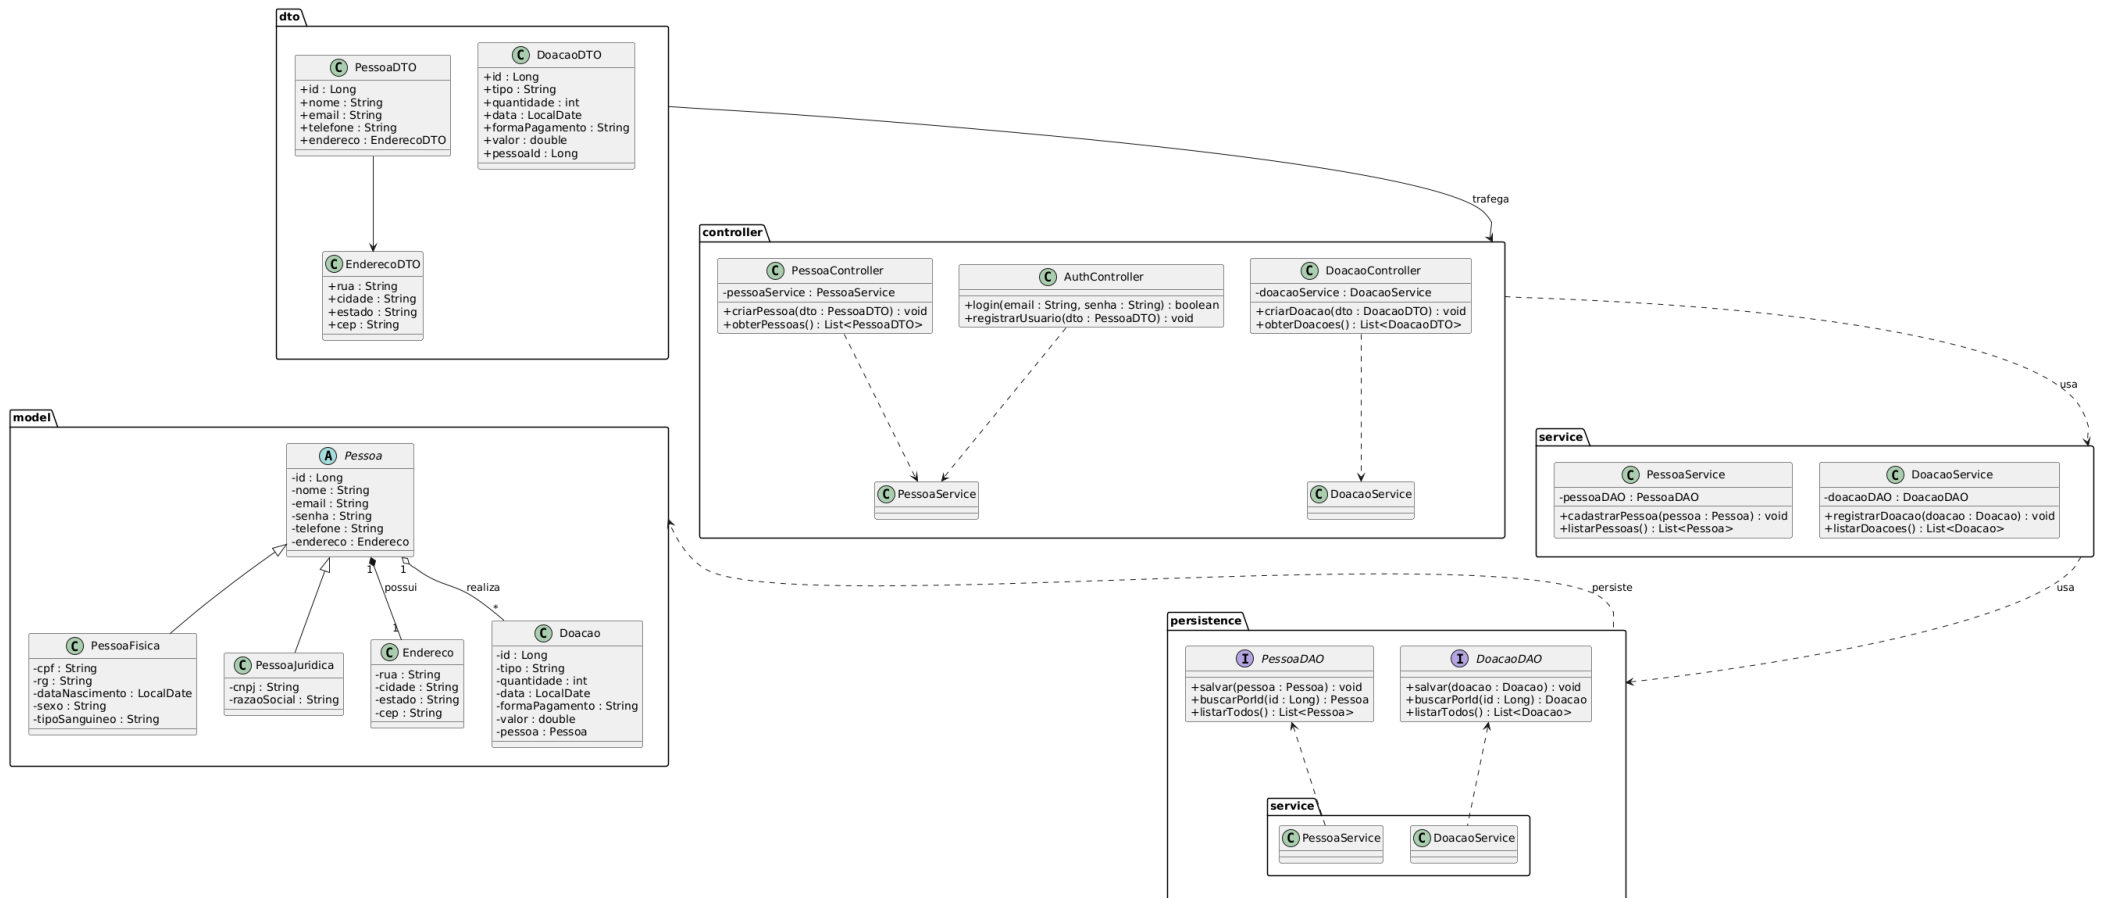 dto
C PessoaDTO
+id : Long
+nome : String
+email : String
+telefone : String
+endereco : EnderecoDTO
C DoacaoDTO
+id : Long
+tipo : String
+quantidade : int
+data : LocalDate
+formaPagamento : String
+valor : double
+pessoaId : Long
C EnderecoDTO
+rua : String
+cidade : String
+estado : String
+cep : String
trafega
controller
C PessoaController
-pessoaService : PessoaService
+criarPessoa(dto : PessoaDTO) : void
+obterPessoas() : List<PessoaDTO>
C AuthController
+login(email : String, senha : String) : boolean
+registrarUsuario(dto : PessoaDTO) : void
C DoacaoController
-doacaoService : DoacaoService
+criarDoacao(dto : DoacaoDTO) : void
+obterDoacoes() : List<DoacaoDTO>
C PessoaService
C DoacaoService
usa
model
A Pessoa
-id : Long
-nome : String
-email : String
-senha : String
-telefone : String
-endereco : Endereco
1
1
possui
realiza
1
*
C PessoaFisica
-cpf : String
-rg : String
-dataNascimento : LocalDate
-sexo : String
-tipoSanguineo : String
C PessoaJuridica
-cnpj : String
-razaoSocial : String
C Endereco
-rua : String
-cidade : String
-estado : String
-cep : String
C Doacao
-id : Long
-tipo : String
-quantidade : int
-data : LocalDate
-formaPagamento : String
-valor : double
-pessoa : Pessoa
service
C PessoaService
-pessoaDAO : PessoaDAO
+cadastrarPessoa(pessoa : Pessoa) : void
+listarPessoas() : List<Pessoa>
C DoacaoService
-doacaoDAO : DoacaoDAO
+registrarDoacao(doacao : Doacao) : void
+listarDoacoes() : List<Doacao>
persiste
usa
persistence
I PessoaDAO
+salvar(pessoa : Pessoa) : void
+buscarPorId(id : Long) : Pessoa
+listarTodos() : List<Pessoa>
I DoacaoDAO
+salvar(doacao : Doacao) : void
+buscarPorId(id : Long) : Doacao
+listarTodos() : List<Doacao>
service
C PessoaService
C DoacaoService